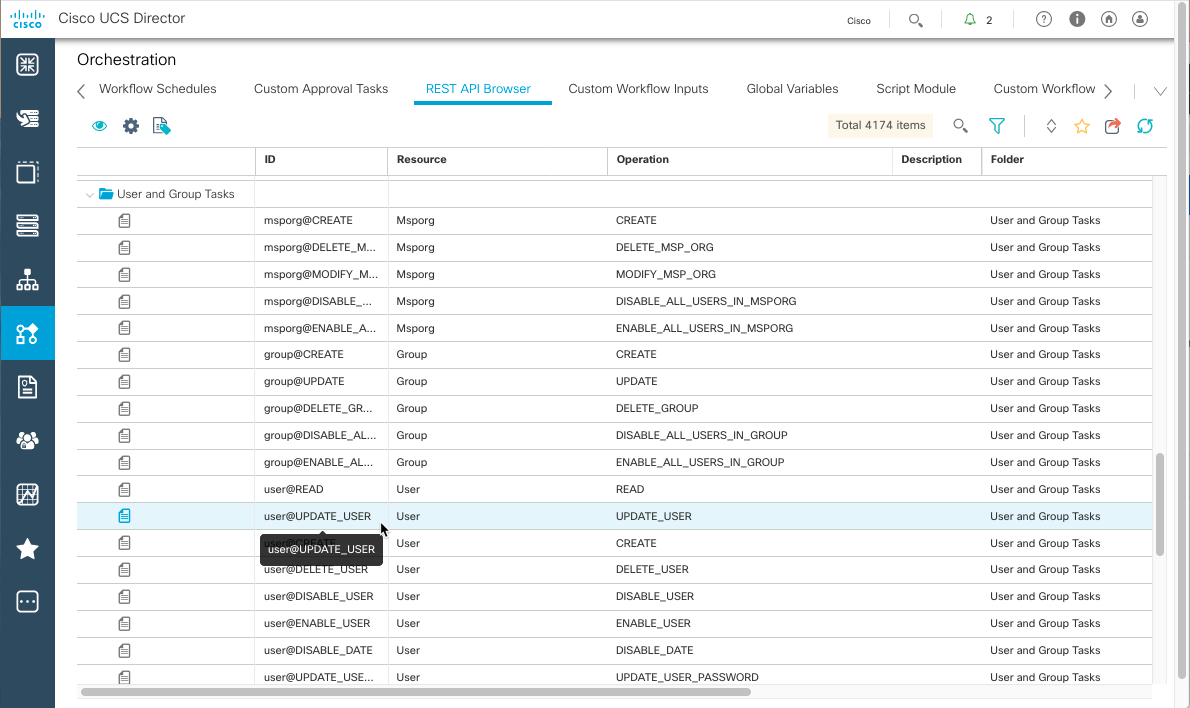 cisco Cisco UCS Director Cisco 2
Orchestration
Workflow Schedules Custom Approval Tasks REST API Browser Custom Workflow Inputs Global Variables Script Module Custom Workflow
Total 4174 items
ID Resource Operation Description Folder
User and Group Tasks
msporg@CREATE Msporg CREATE User and Group Tasks
msporg@DELETE_M... Msporg DELETE_MSP_ORG User and Group Tasks
msporg@MODIFY_M... Msporg MODIFY_MSP_ORG User and Group Tasks
msporg@DISABLE_... Msporg DISABLE_ALL_USERS_IN_MSPORG User and Group Tasks
msporg@ENABLE_A... Msporg ENABLE_ALL_USERS_IN_MSPORG User and Group Tasks
group@CREATE Group CREATE User and Group Tasks
group@UPDATE Group UPDATE User and Group Tasks
group@DELETE_GR... Group DELETE_GROUP User and Group Tasks
group@DISABLE_AL... Group DISABLE_ALL_USERS_IN_GROUP User and Group Tasks
group@ENABLE_AL... Group ENABLE_ALL_USERS_IN_GROUP User and Group Tasks
user@READ User READ User and Group Tasks
user@UPDATE_USER User UPDATE_USER User and Group Tasks
user@CREATE User CREATE User and Group Tasks
user@UPDATE_USER
user@DELETE_USER User DELETE_USER User and Group Tasks
user@DISABLE_USER User DISABLE_USER User and Group Tasks
user@ENABLE_USER User ENABLE_USER User and Group Tasks
user@DISABLE_DATE User DISABLE_DATE User and Group Tasks
user@UPDATE_USE... User UPDATE_USER_PASSWORD User and Group Tasks